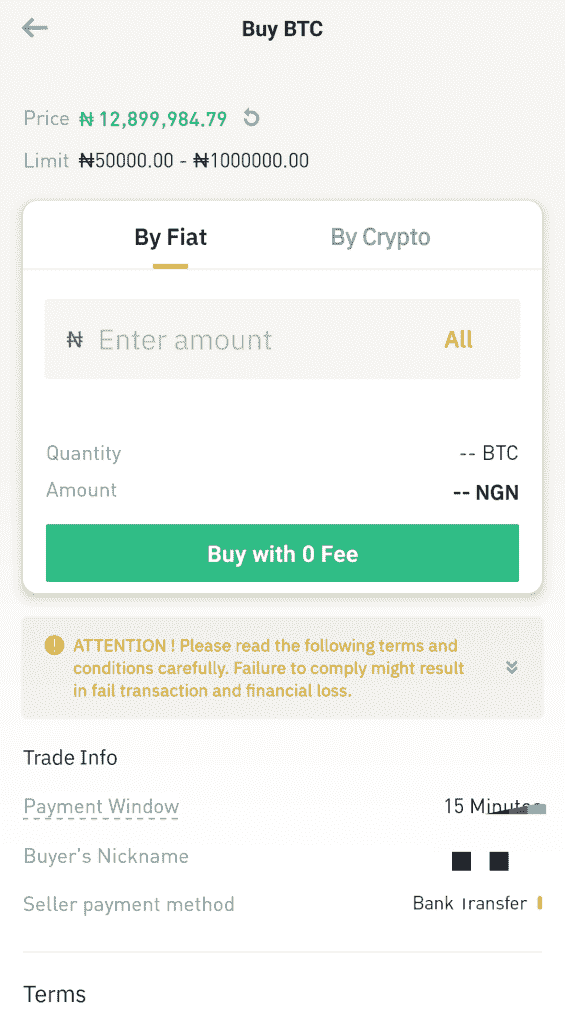 Buy BTC
Price ₦ 12,899,984.79
Limit ₦50000.00 - ₦1000000.00
By Fiat By Crypto
₦ Enter amount All
Quantity -- BTC
Amount -- NGN
Buy with 0 Fee
ATTENTION ! Please read the following terms and
conditions carefully. Failure to comply might result
in fail transaction and financial loss.
Trade Info
Payment Window 15 Minutes
Buyer's Nickname
Seller payment method Bank Transfer
Terms